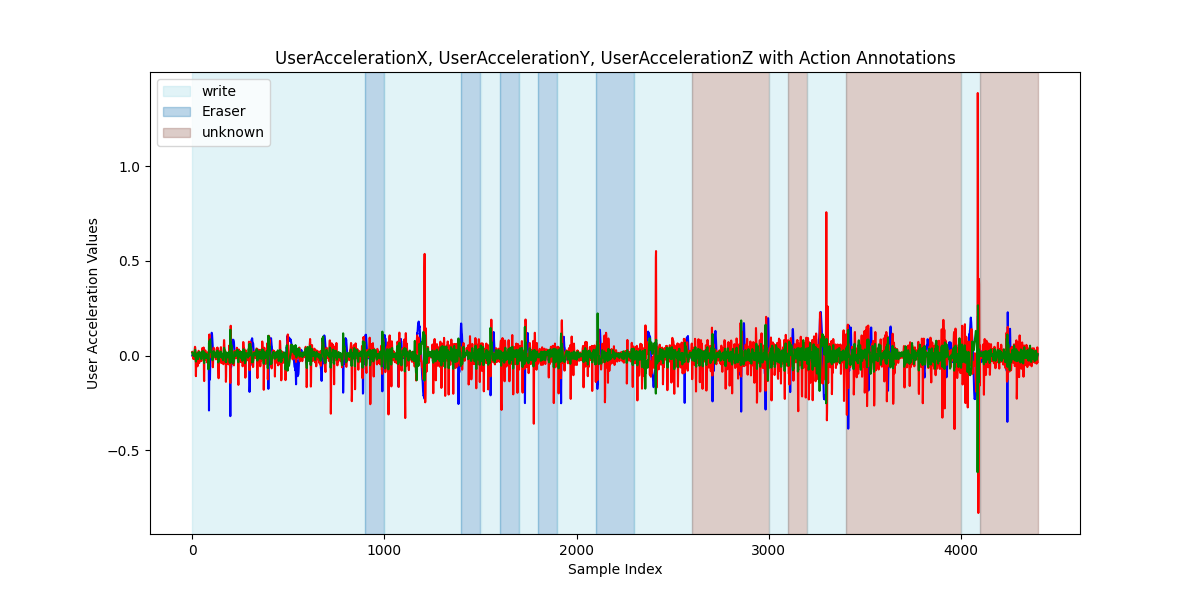 UserAccelerationX, UserAccelerationY, UserAccelerationZ with Action Annotations
write
Eraser
unknown
User Acceleration Values
1.0
0.5
0.0
−0.5
0 1000 2000 3000 4000
Sample Index